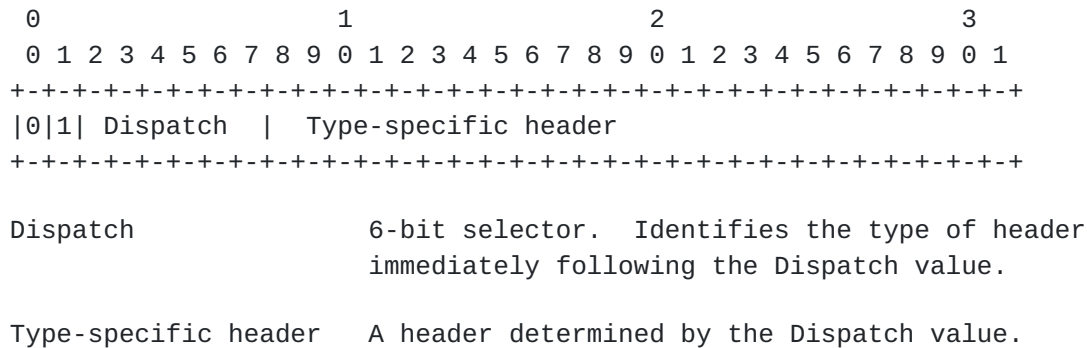 0                   1                   2                   3
 0 1 2 3 4 5 6 7 8 9 0 1 2 3 4 5 6 7 8 9 0 1 2 3 4 5 6 7 8 9 0 1
+-+-+-+-+-+-+-+-+-+-+-+-+-+-+-+-+-+-+-+-+-+-+-+-+-+-+-+-+-+-+-+-+
|0|1| Dispatch  |  Type-specific header
+-+-+-+-+-+-+-+-+-+-+-+-+-+-+-+-+-+-+-+-+-+-+-+-+-+-+-+-+-+-+-+-+
Dispatch               6-bit selector.  Identifies the type of header
                       immediately following the Dispatch value.
Type-specific header   A header determined by the Dispatch value.